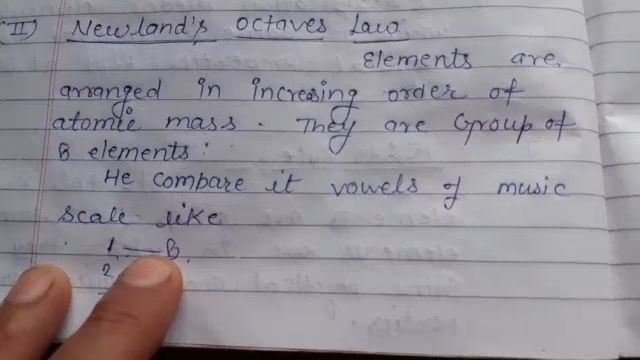 (II) Newland's octaves Law
Elements are
arranged in incresing order of
atomic mass. They are Group of
8 elements:
He compare it vowels of music
scale like
1 — 8
2